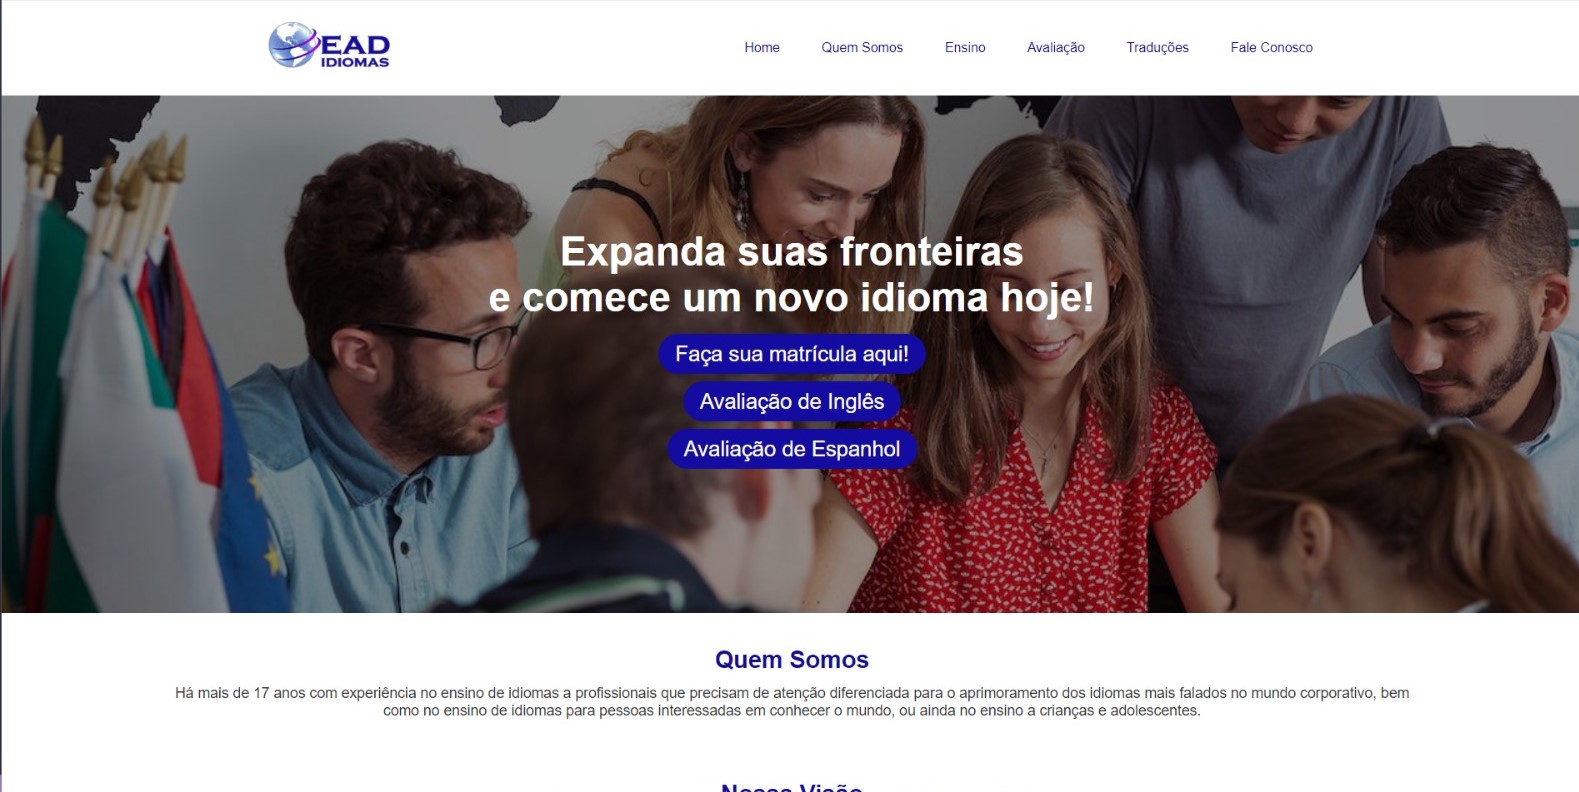 EAD
IDIOMAS
Home
Quem Somos
Ensino
Avaliação
Traduções
Fale Conosco
Expanda suas fronteiras
e comece um novo idioma hoje!
Faça sua matrícula aqui!
Avaliação de Inglês
Avaliação de Espanhol
Quem Somos
Há mais de 17 anos com experiência no ensino de idiomas a profissionais que precisam de atenção diferenciada para o aprimoramento dos idiomas mais falados no mundo corporativo, bem
como no ensino de idiomas para pessoas interessadas em conhecer o mundo, ou ainda no ensino a crianças e adolescentes.
Nossa Visão